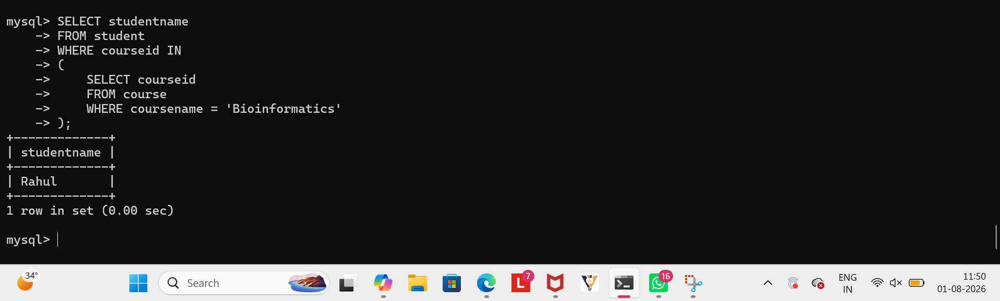 mysql> SELECT studentname
    -> FROM student
    -> WHERE courseid IN
    -> (
    ->     SELECT courseid
    ->     FROM course
    ->     WHERE coursename = 'Bioinformatics'
    -> );
+-------------+
| studentname |
+-------------+
| Rahul       |
+-------------+
1 row in set (0.00 sec)
mysql>
34°
Search
L
7
16
ENG
IN
11:50
01-08-2026